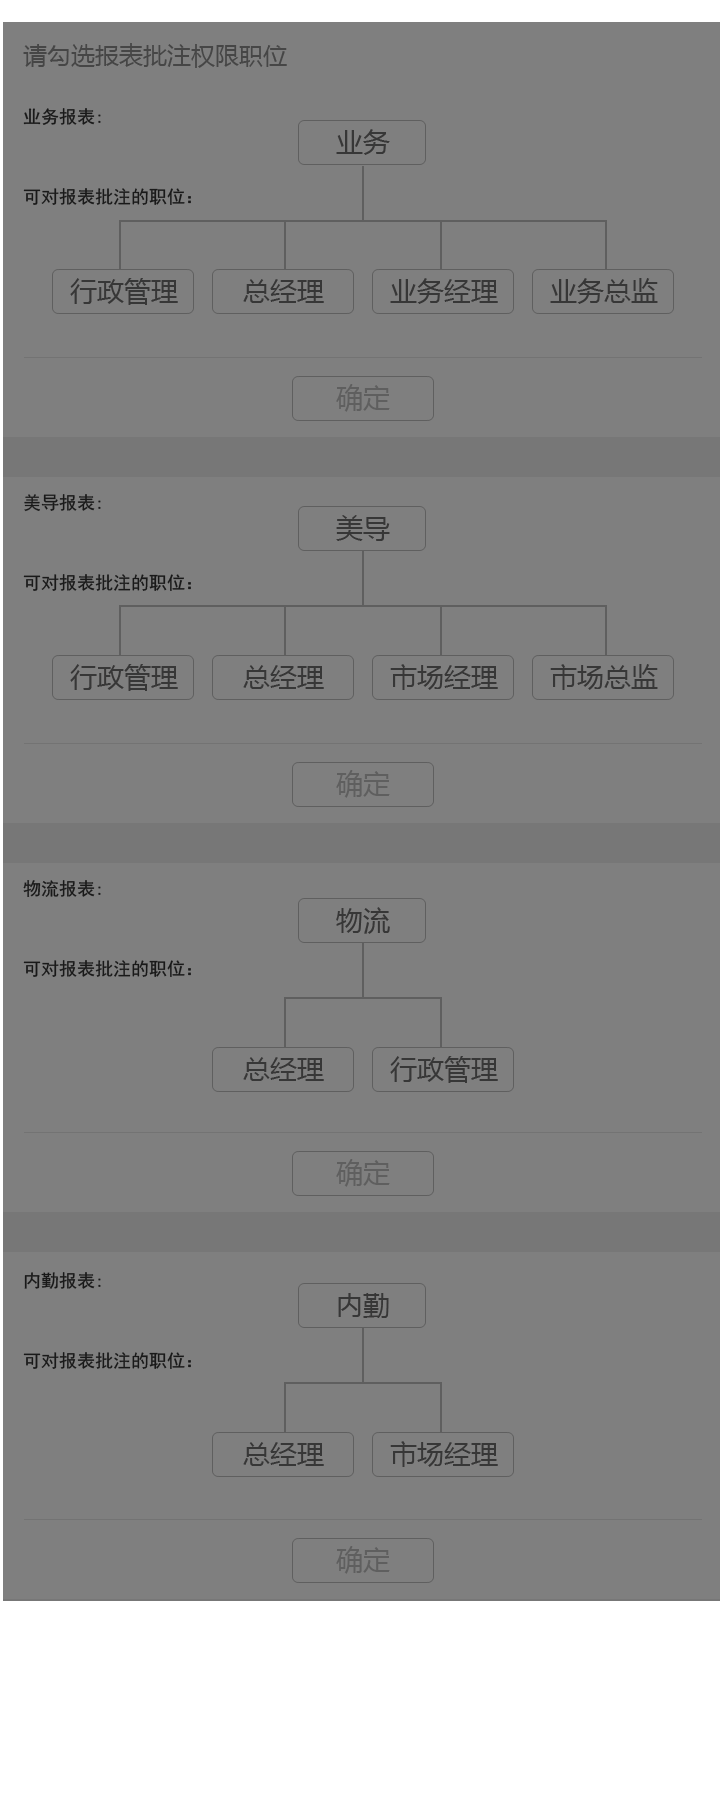 请勾选报表批注权限职位
业务报表：
业务
可对报表批注的职位：
行政管理 总经理 业务经理 业务总监
确定
美导报表：
美导
可对报表批注的职位：
行政管理 总经理 市场经理 市场总监
确定
物流报表：
物流
可对报表批注的职位：
总经理 行政管理
确定
内勤报表：
内勤
可对报表批注的职位：
总经理 市场经理
确定